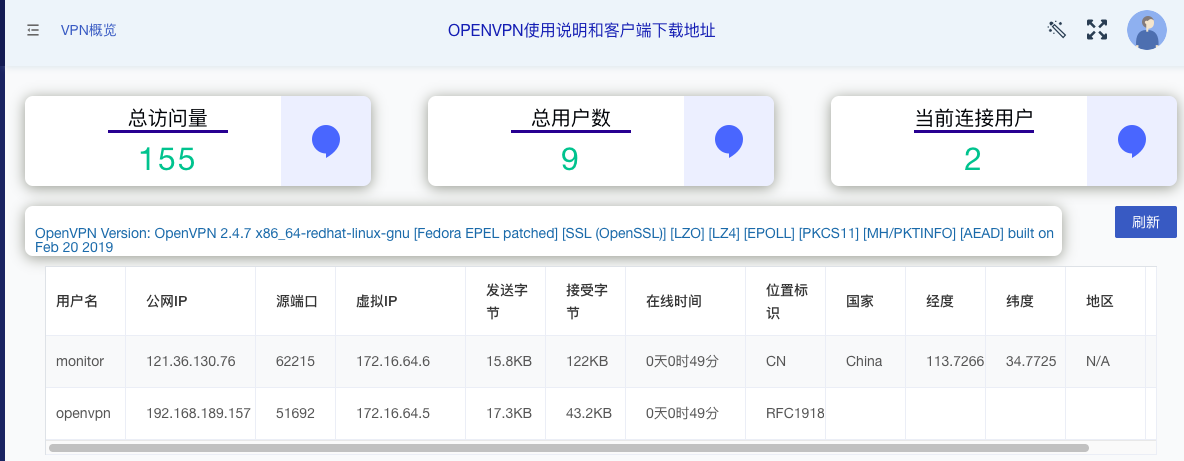 VPN概览
OPENVPN使用说明和客户端下载地址
总访问量
155
总用户数
9
当前连接用户
2
OpenVPN Version: OpenVPN 2.4.7 x86_64-redhat-linux-gnu [Fedora EPEL patched] [SSL (OpenSSL)] [LZO] [LZ4] [EPOLL] [PKCS11] [MH/PKTINFO] [AEAD] built on
Feb 20 2019
刷新
用户名 公网IP 源端口 虚拟IP 发送字节 接受字节 在线时间 位置标识 国家 经度 纬度 地区
monitor 121.36.130.76 62215 172.16.64.6 15.8KB 122KB 0天0时49分 CN China 113.7266 34.7725 N/A
openvpn 192.168.189.157 51692 172.16.64.5 17.3KB 43.2KB 0天0时49分 RFC1918